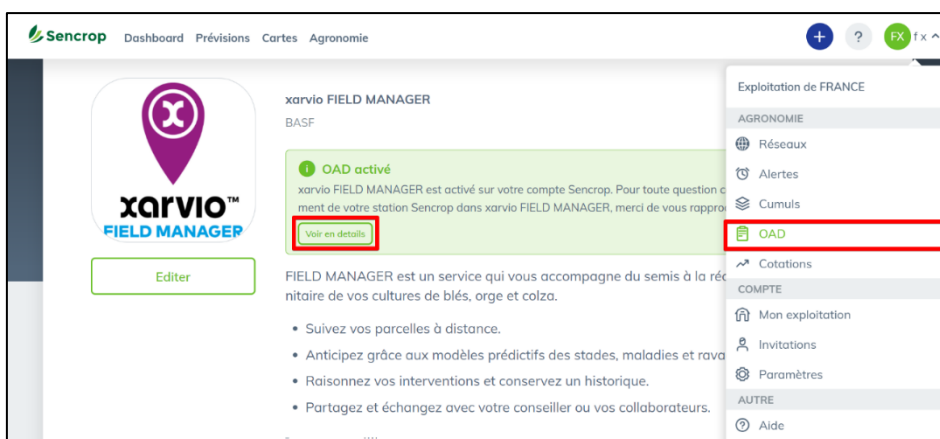 Sencrop Dashboard Prévisions Cartes Agronomie + ? FX f x
xarvio FIELD MANAGER
BASF
OAD activé
xarvio FIELD MANAGER est activé sur votre compte Sencrop. Pour toute question c
ment de votre station Sencrop dans xarvio FIELD MANAGER, merci de vous rappro
Voir en details
xarvio™
FIELD MANAGER
Editer
FIELD MANAGER est un service qui vous accompagne du semis à la réc
nitaire de vos cultures de blés, orge et colza.
• Suivez vos parcelles à distance.
• Anticipez grâce aux modèles prédictifs des stades, maladies et rava
• Raisonnez vos interventions et conservez un historique.
• Partagez et échangez avec votre conseiller ou vos collaborateurs.
Exploitation de FRANCE
AGRONOMIE
Réseaux
Alertes
Cumuls
OAD
Cotations
COMPTE
Mon exploitation
Invitations
Paramètres
AUTRE
Aide